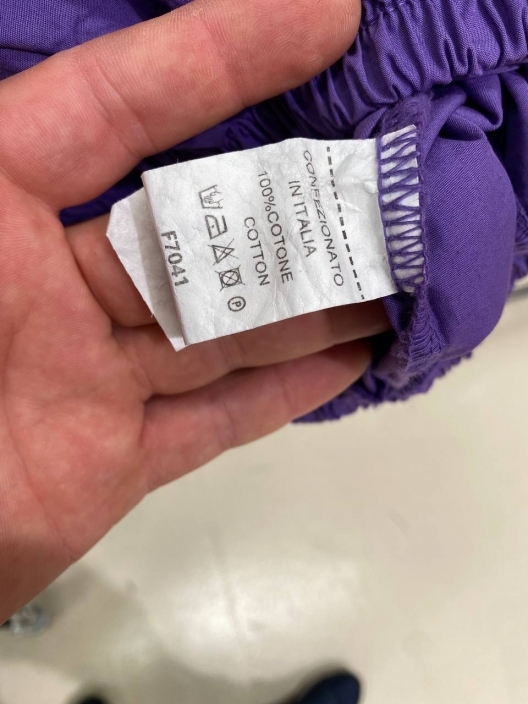 CONFEZIONATO
IN ITALIA
100%COTONE
COTTON
P
F7041